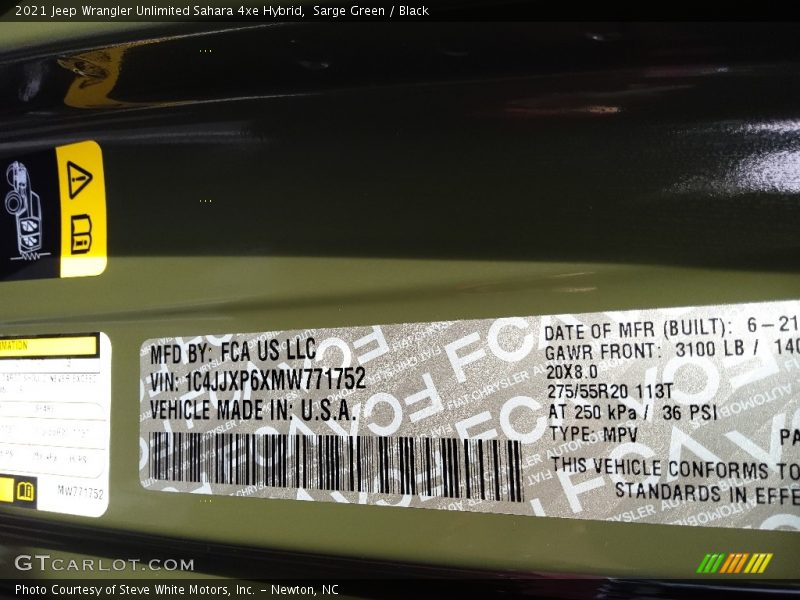 2021 Jeep Wrangler Unlimited Sahara 4xe Hybrid,  Sarge Green / Black
MFD BY: FCA US LLC
VIN: 1C4JJXP6XMW771752
VEHICLE MADE IN: U.S.A.
DATE OF MFR (BUILT): 6-21
GAWR FRONT: 3100 LB / 140
20X8.0
275/55R20 113T
AT 250 kPa / 36 PSI
TYPE: MPV
PA
THIS VEHICLE CONFORMS TO
STANDARDS IN EFFE
MW771752
GTCARLOT.COM
Photo Courtesy of Steve White Motors, Inc. – Newton, NC